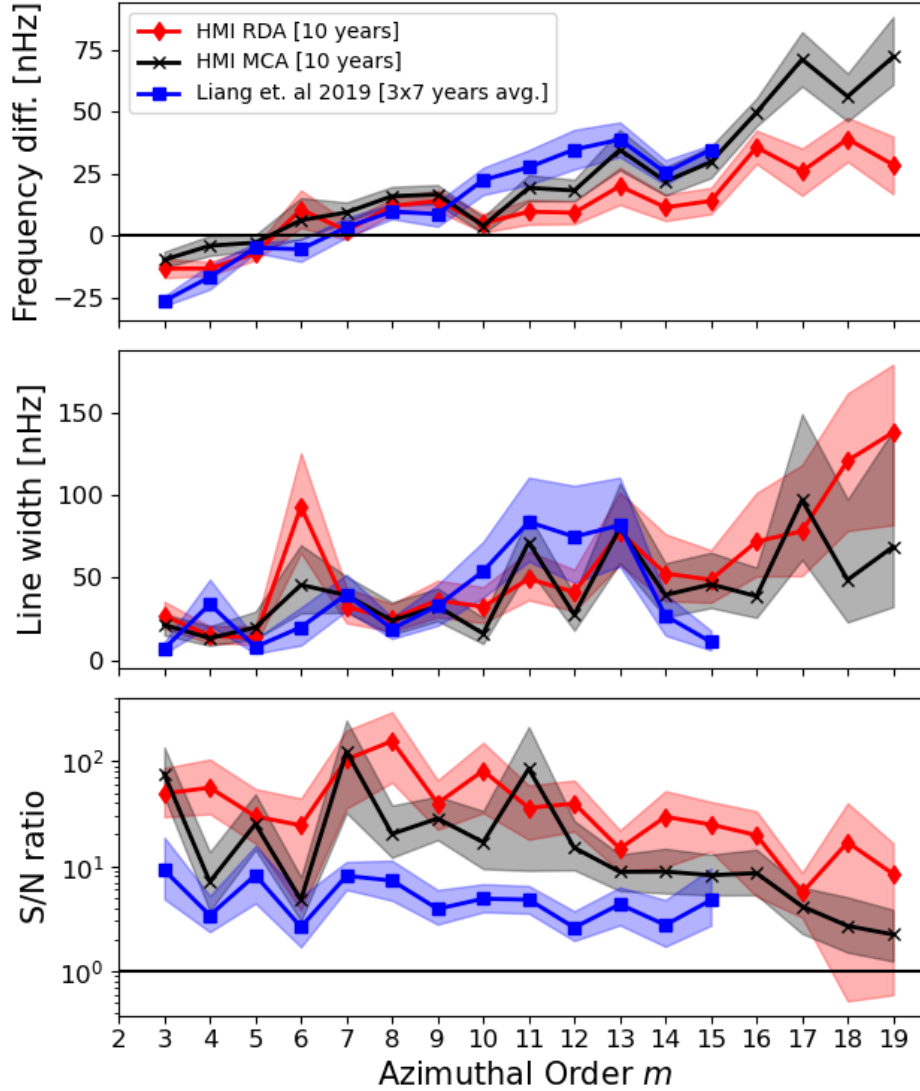 Frequency diff. [nHz]
75
50
25
0
−25
HMI RDA [10 years]
HMI MCA [10 years]
Liang et. al 2019 [3x7 years avg.]
Line width [nHz]
150
100
50
0
S/N ratio
10²
10¹
10⁰
2 3 4 5 6 7 8 9 10 11 12 13 14 15 16 17 18 19
Azimuthal Order m